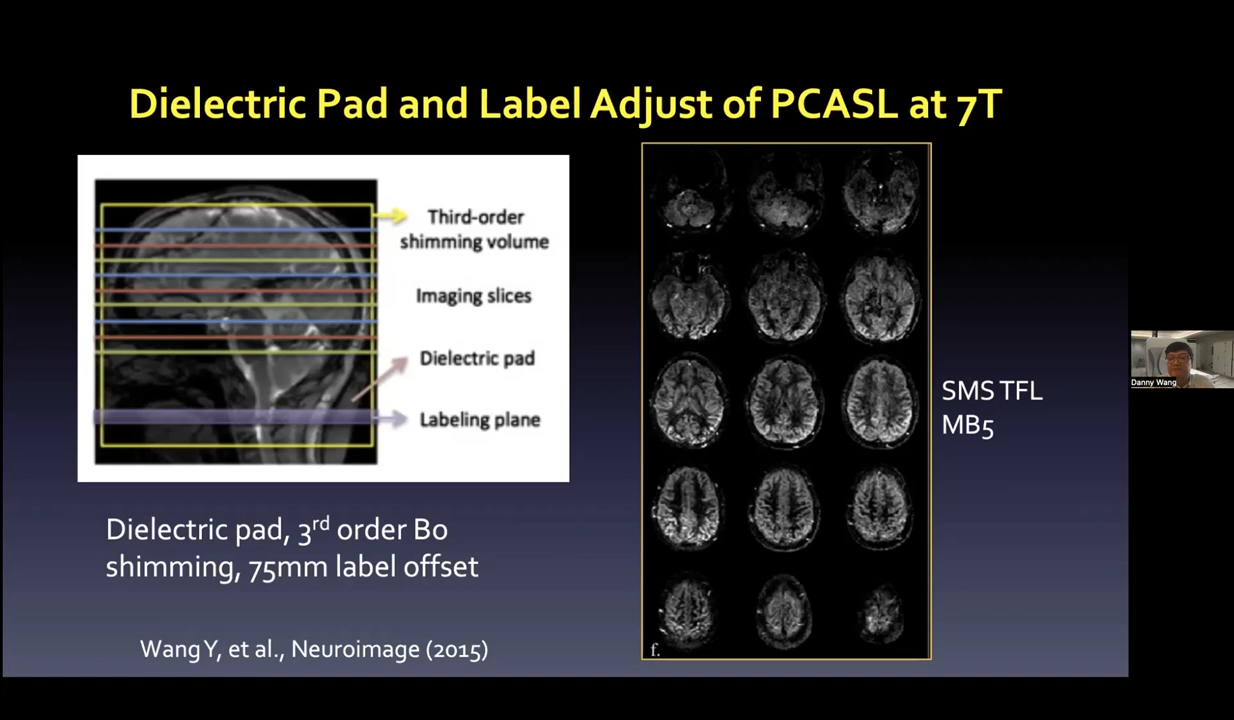 Dielectric Pad and Label Adjust of PCASL at 7T
Third-order
shimming volume
Imaging slices
Dielectric pad
Labeling plane
Dielectric pad, 3rd order Bo
shimming, 75mm label offset
Wang Y, et al., Neuroimage (2015)
f.
SMS TFL
MB5
Danny Wang